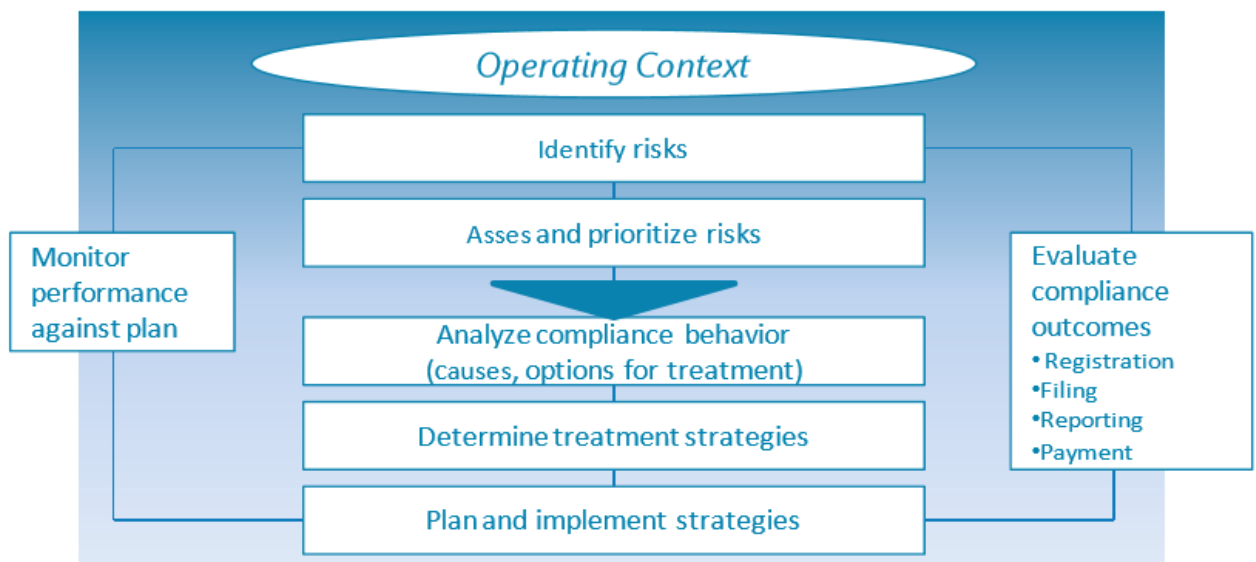 Operating Context
Identify risks
Asses and prioritize risks
Monitor
performance
against plan
Evaluate
compliance
outcomes
• Registration
•Filing
•Reporting
•Payment
Analyze compliance behavior
(causes, options for treatment)
Determine treatment strategies
Plan and implement strategies